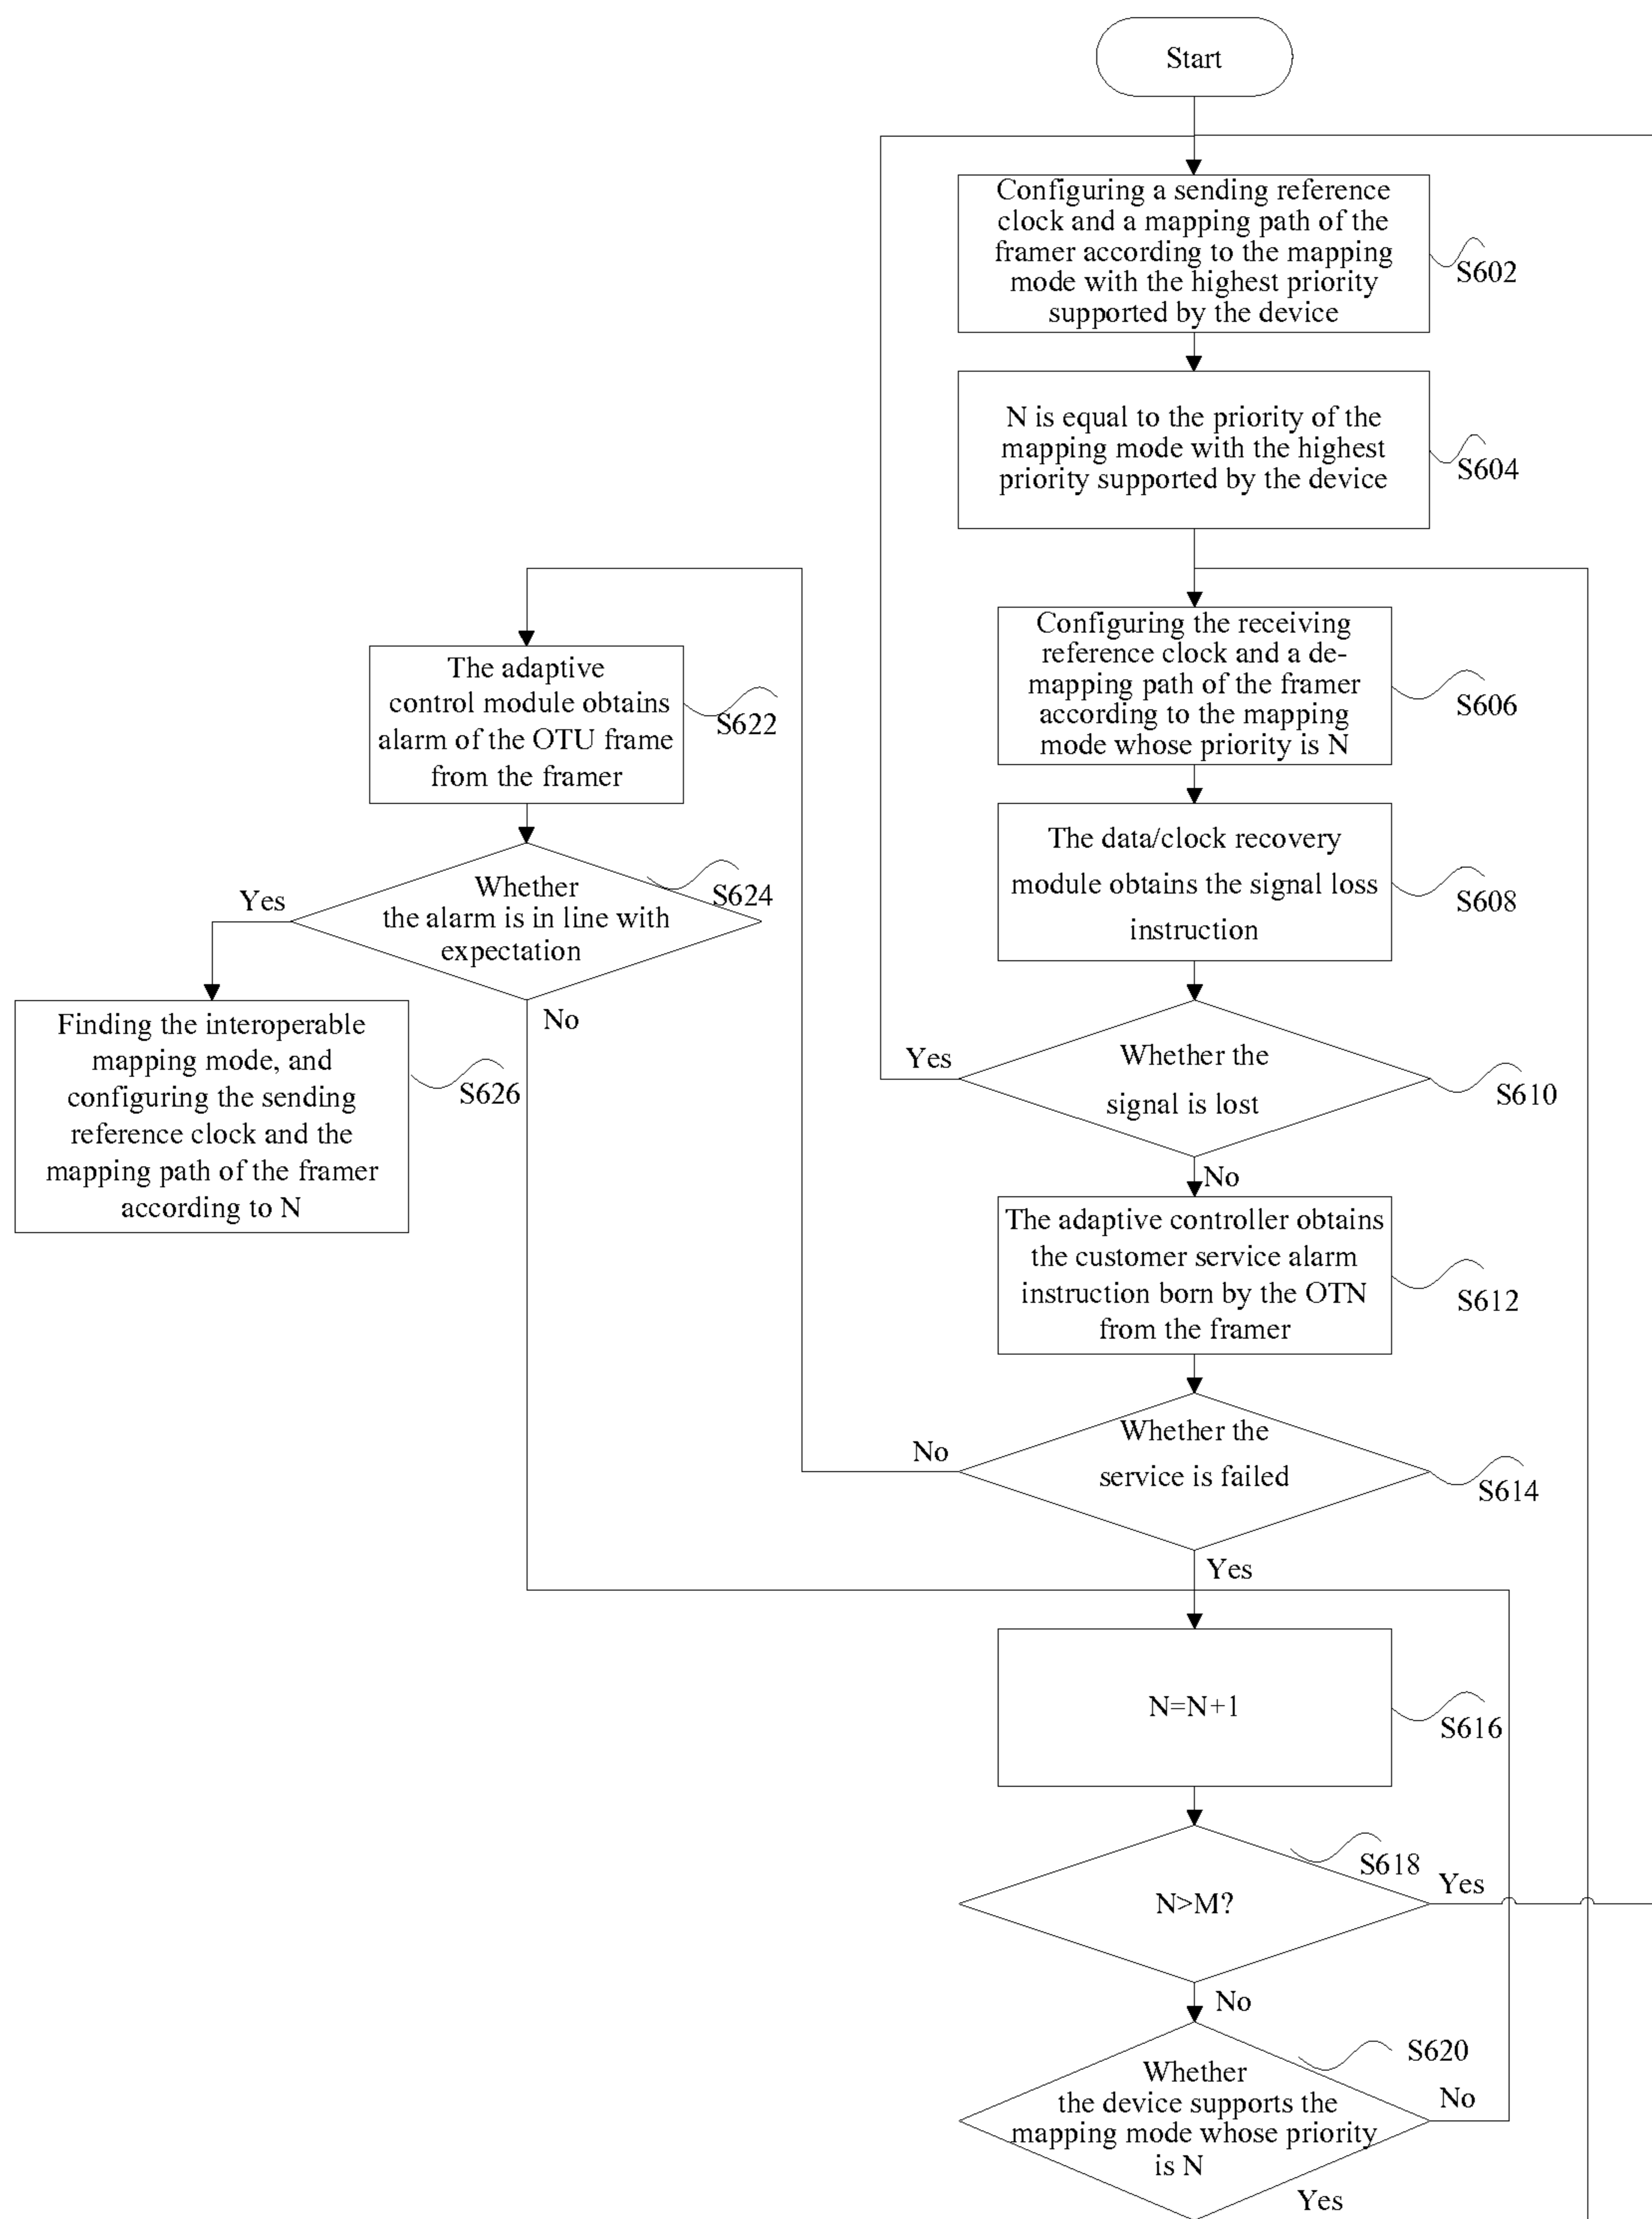 Start
Configuring a sending reference
clock and a mapping path of the
framer according to the mapping
mode with the highest priority
supported by the device
S602
N is equal to the priority of the
mapping mode with the highest
priority supported by the device
S604
Configuring the receiving
reference clock and a de-
mapping path of the framer
according to the mapping
mode whose priority is N
S606
The adaptive
control module obtains
alarm of the OTU frame
from the framer
S622
The data/clock recovery
module obtains the signal loss
instruction
S608
Whether
the alarm is in line with
expectation
S624
Yes
No
Finding the interoperable
mapping mode, and
configuring the sending
reference clock and the
mapping path of the framer
according to N
S626
Whether the
signal is lost
S610
Yes
No
The adaptive controller obtains
the customer service alarm
instruction born by the OTN
from the framer
S612
Whether the
service is failed
S614
No
Yes
N=N+1
S616
N>M?
S618
Yes
No
Whether
the device supports the
mapping mode whose priority
is N
S620
No
Yes